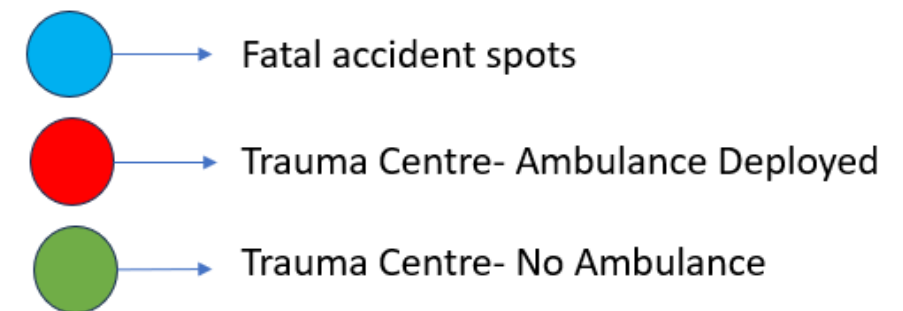 Fatal accident spots
Trauma Centre- Ambulance Deployed
Trauma Centre- No Ambulance